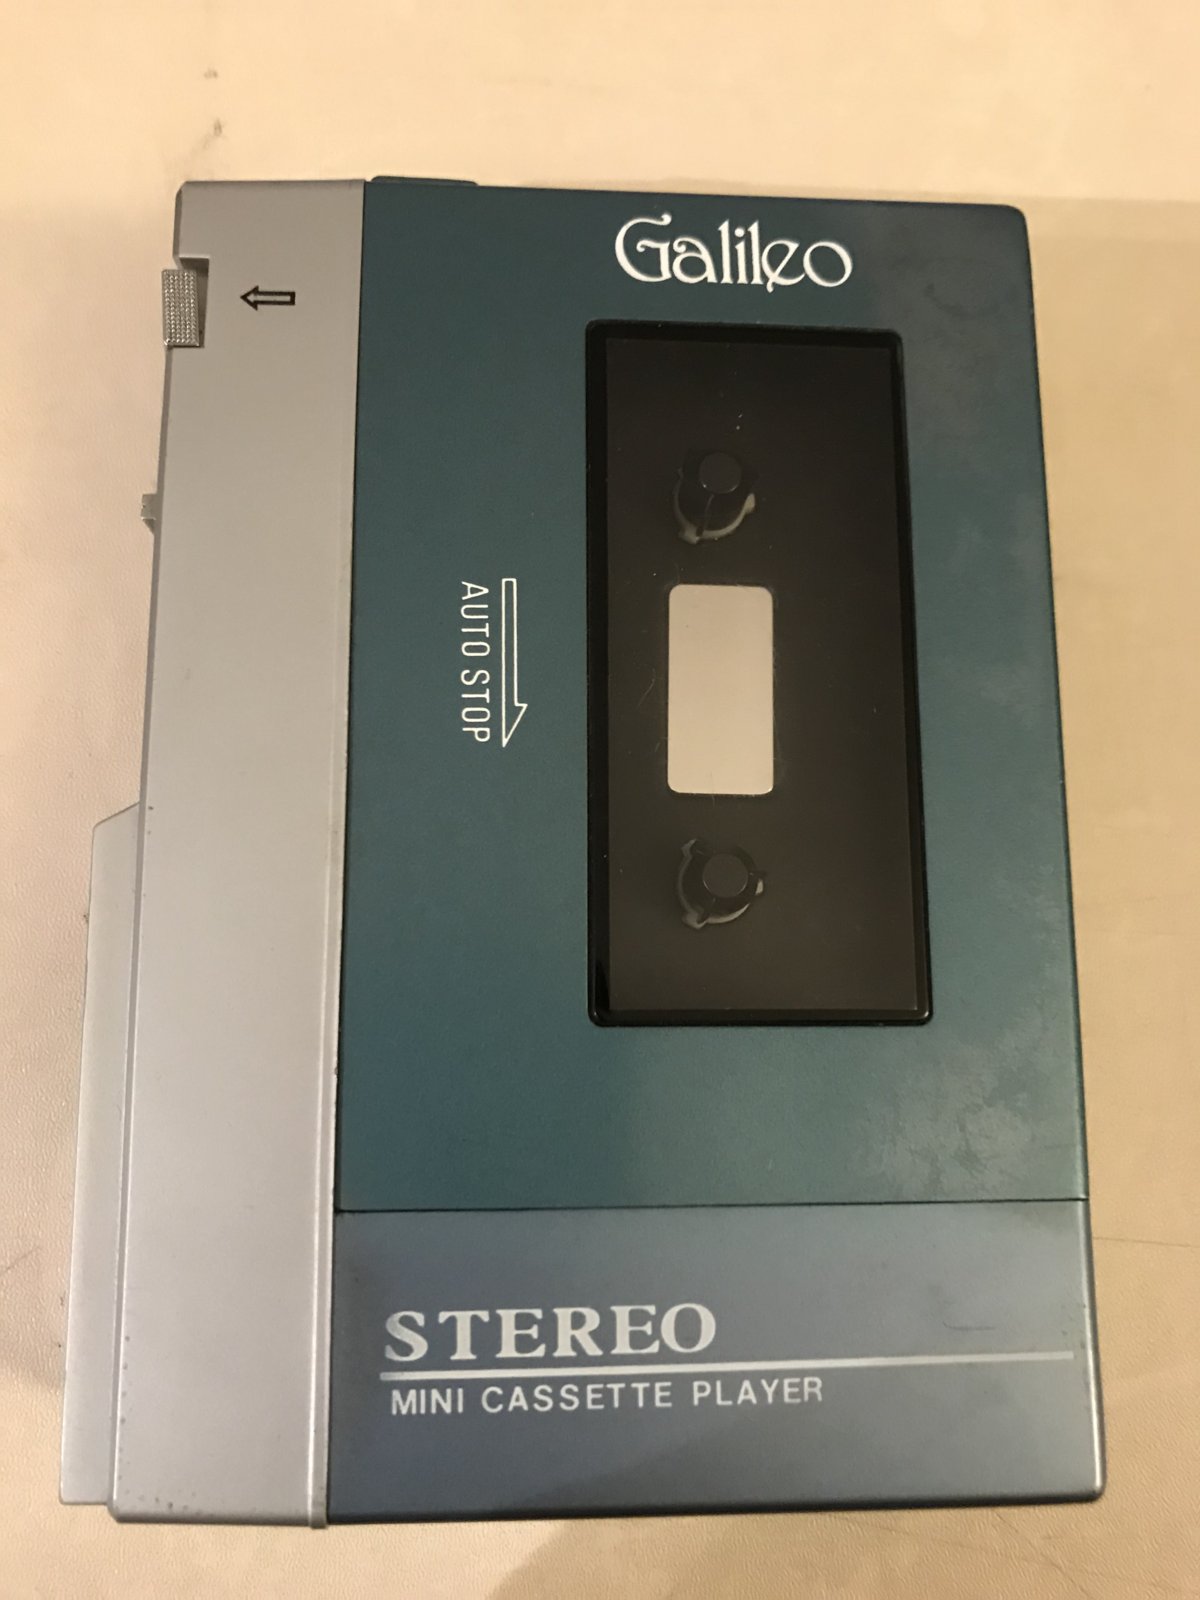 Galileo
AUTO STOP
STEREO
MINI CASSETTE PLAYER